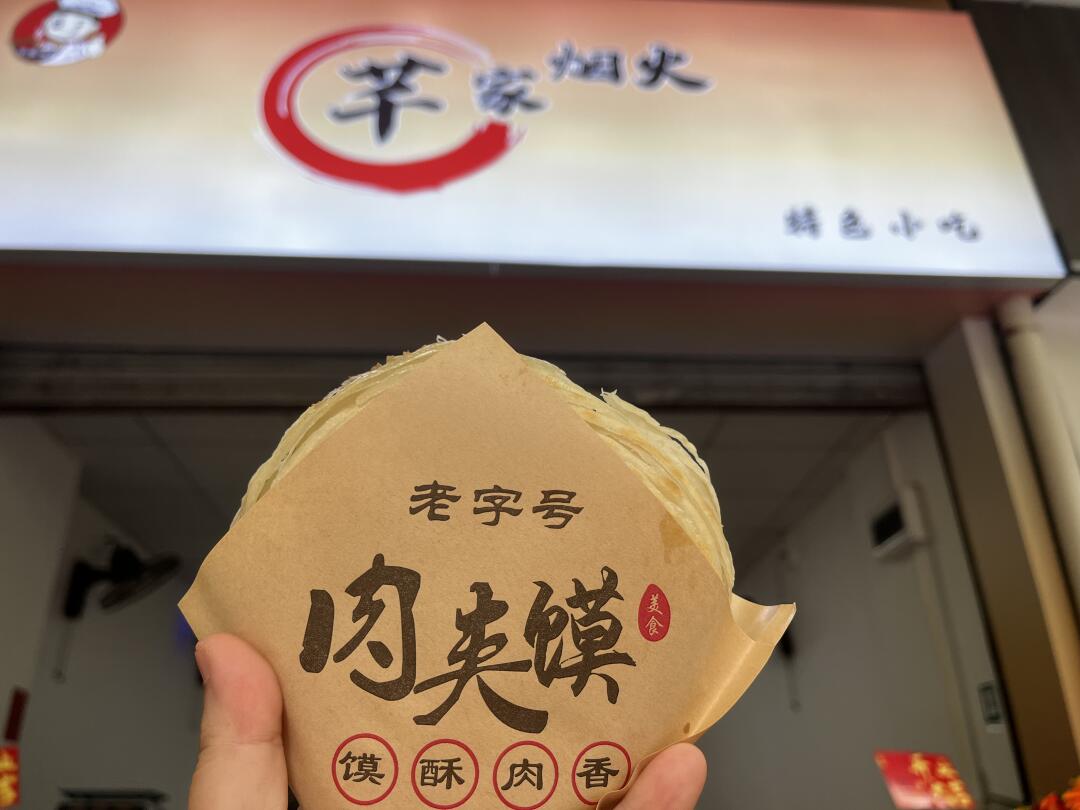 芊家烟火
特色小吃
老字号
肉夹馍
美食
馍酥肉香